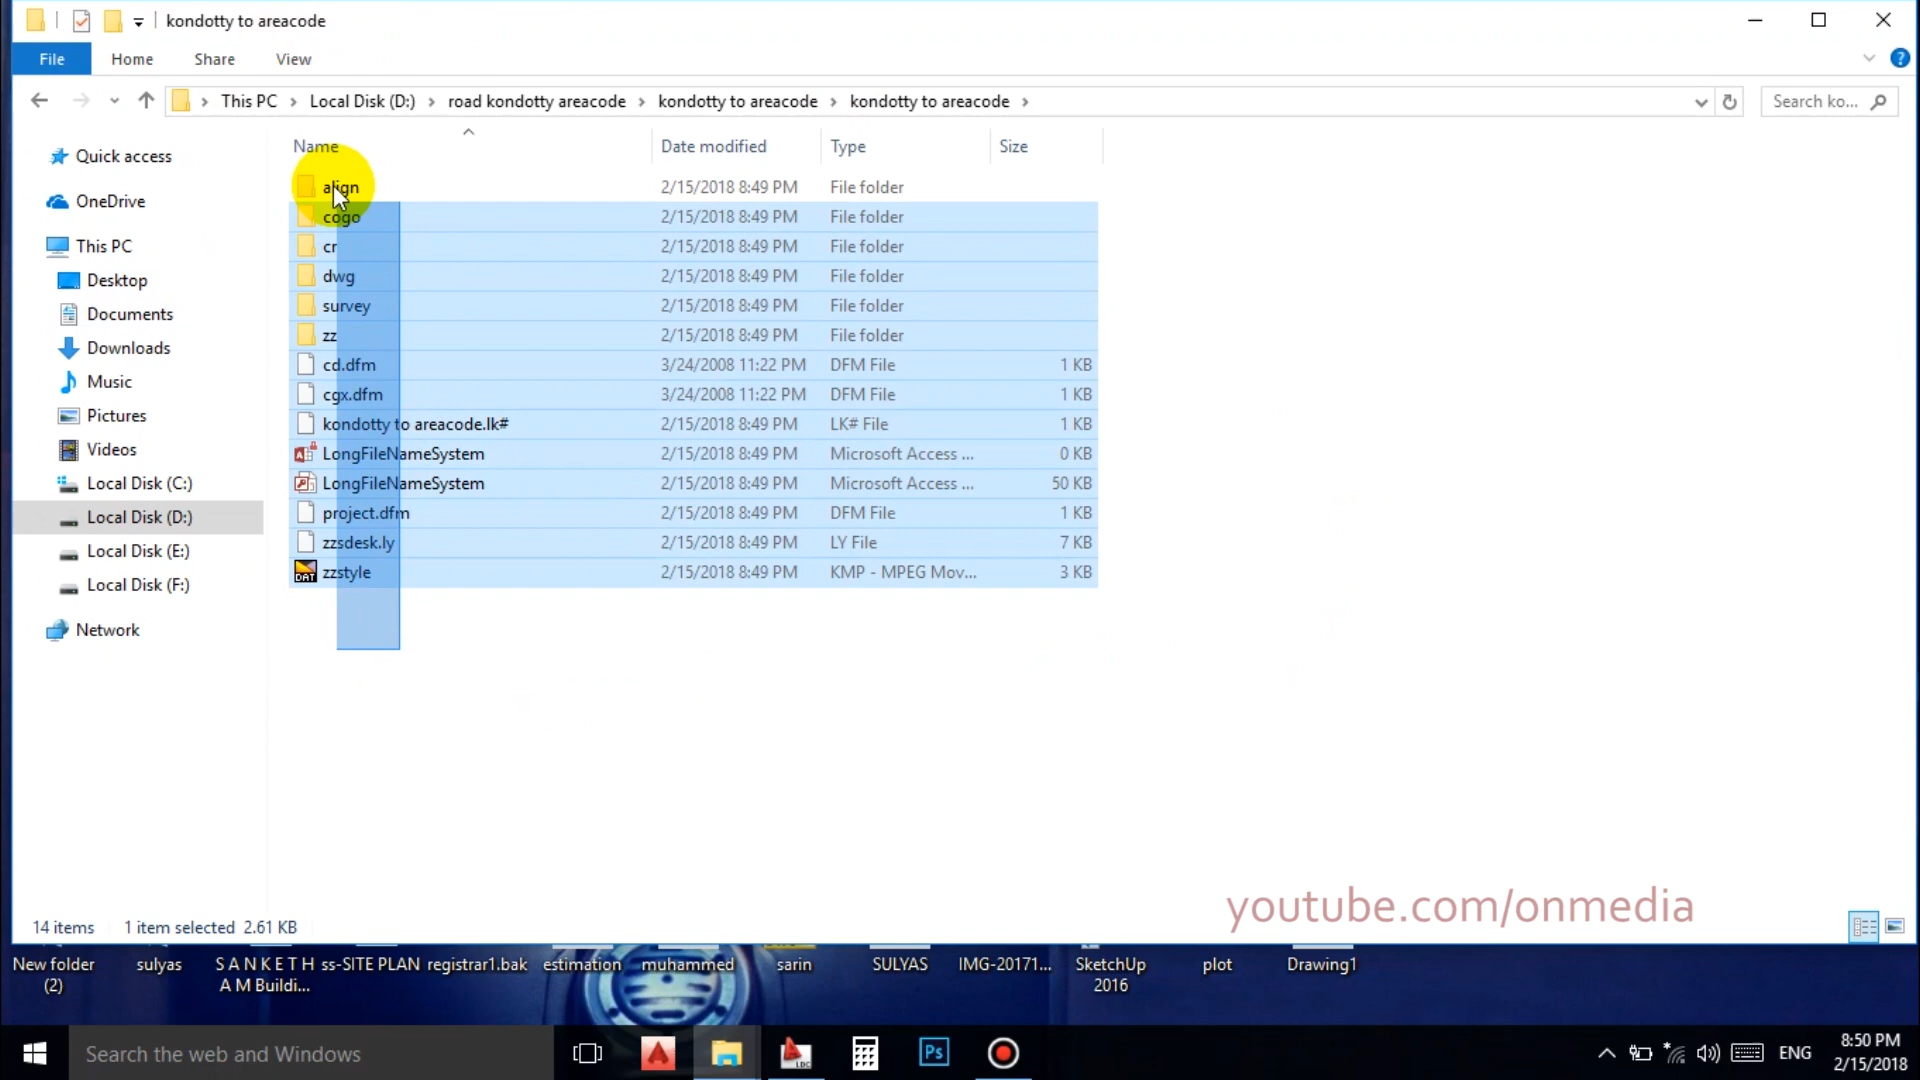 kondotty to areacode
File Home Share View
This PC Local Disk (D:) road kondotty areacode kondotty to areacode kondotty to areacode Search ko...
Name Date modified Type Size
align 2/15/2018 8:49 PM File folder
cogo 2/15/2018 8:49 PM File folder
cr 2/15/2018 8:49 PM File folder
dwg 2/15/2018 8:49 PM File folder
survey 2/15/2018 8:49 PM File folder
zz 2/15/2018 8:49 PM File folder
cd.dfm 3/24/2008 11:22 PM DFM File 1 KB
cgx.dfm 3/24/2008 11:22 PM DFM File 1 KB
kondotty to areacode.lk# 2/15/2018 8:49 PM LK# File 1 KB
LongFileNameSystem 2/15/2018 8:49 PM Microsoft Access ... 0 KB
LongFileNameSystem 2/15/2018 8:49 PM Microsoft Access ... 50 KB
project.dfm 2/15/2018 8:49 PM DFM File 1 KB
zzsdesk.ly 2/15/2018 8:49 PM LY File 7 KB
DAT zzstyle 2/15/2018 8:49 PM KMP - MPEG Mov... 3 KB
Quick access
OneDrive
This PC
Desktop
Documents
Downloads
Music
Pictures
Videos
Local Disk (C:)
Local Disk (D:)
Local Disk (E:)
Local Disk (F:)
Network
youtube.com/onmedia
14 items 1 item selected 2.61 KB
New folder (2)
sulyas
S A N K E T H A M Buildi...
ss-SITE PLAN
registrar1.bak
estimation
muhammed
sarin
SULYAS
IMG-20171...
SketchUp 2016
plot
Drawing1
Search the web and Windows
LDC
Ps
ENG
8:50 PM
2/15/2018